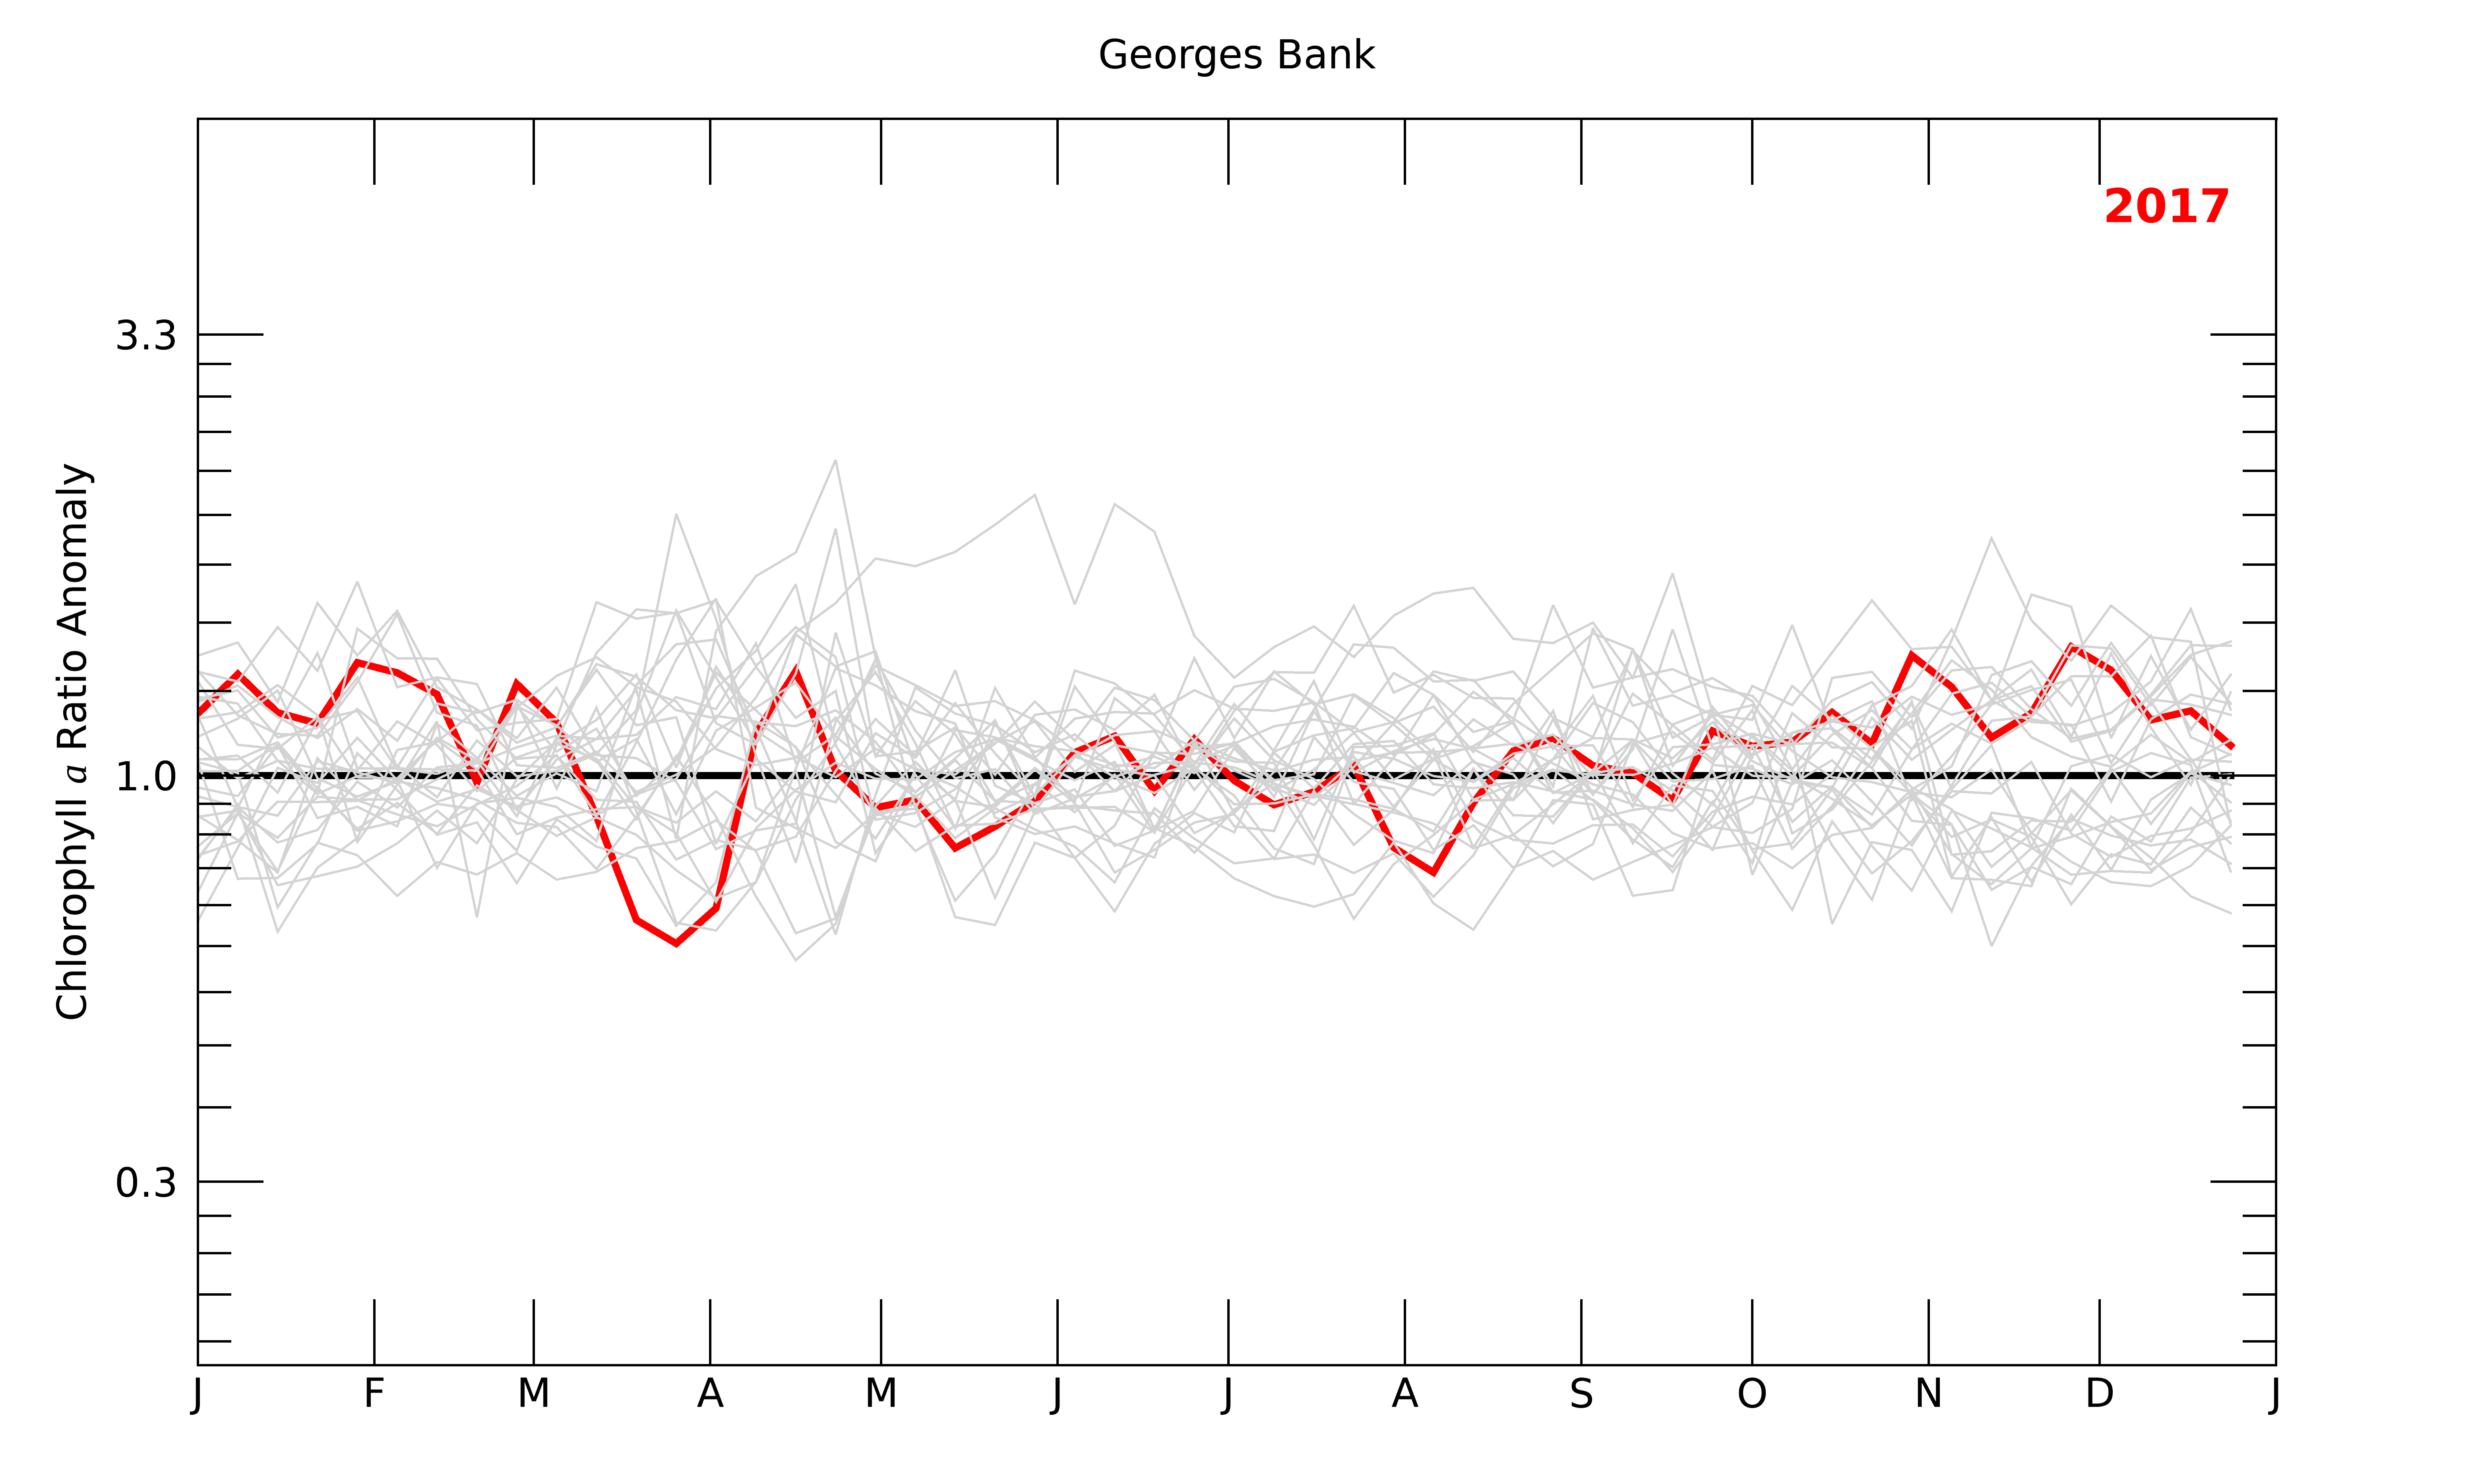 Georges Bank
2017
3.3
1.0
0.3
Chlorophyll a Ratio Anomaly
J F M A M J J A S O N D J